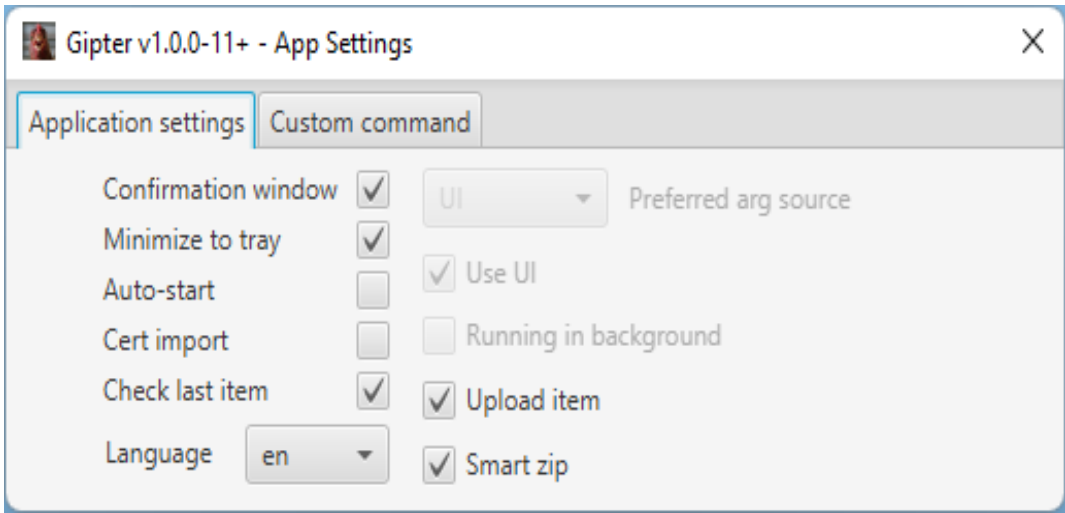 Gipter v1.0.0-11+ - App Settings
Application settings
Custom command
Confirmation window
UI
Preferred arg source
Minimize to tray
Use UI
Auto-start
Running in background
Cert import
Check last item
Upload item
Language
en
Smart zip